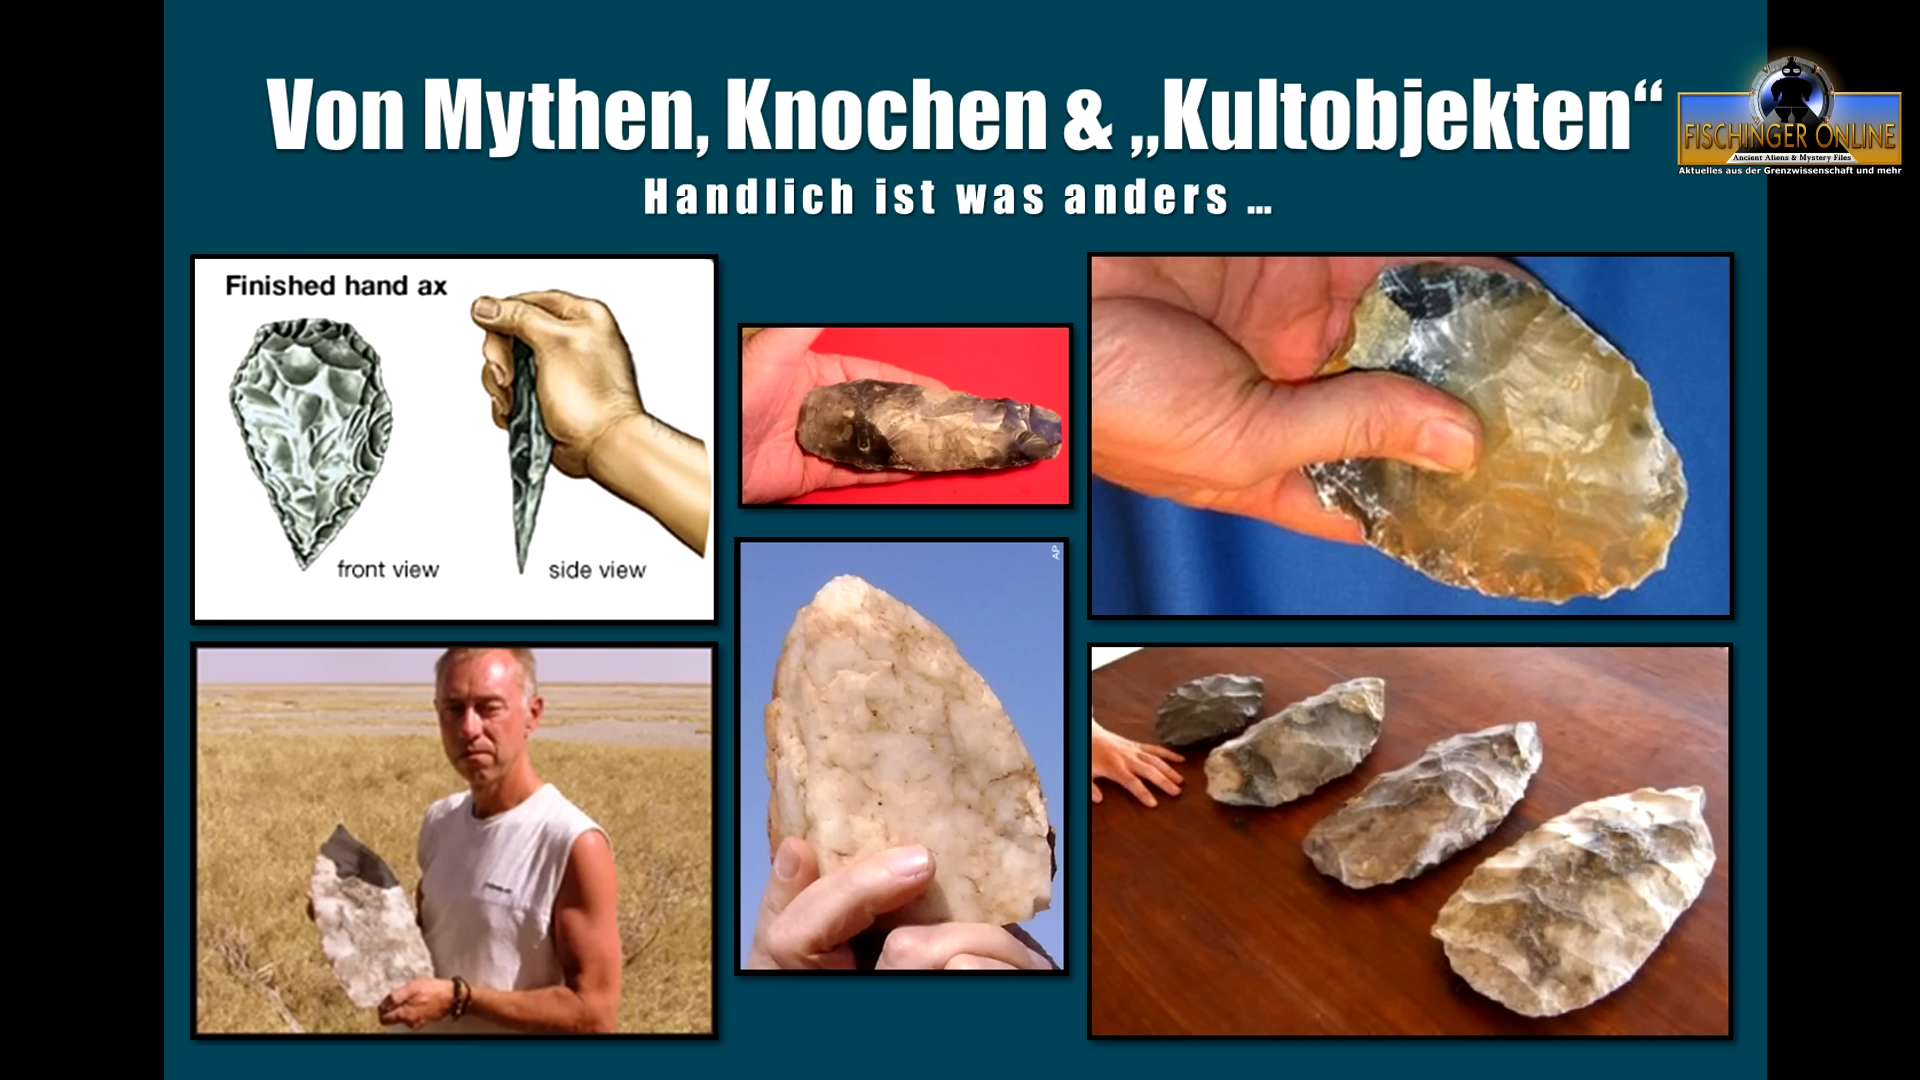 Von Mythen, Knochen & „Kultobjekten“
Handlich ist was anders ...
FISCHINGER ONLINE
Ancient Aliens & Mystery Files
Aktuelles aus der Grenzwissenschaft und mehr
Finished hand ax
front view
side view
AP